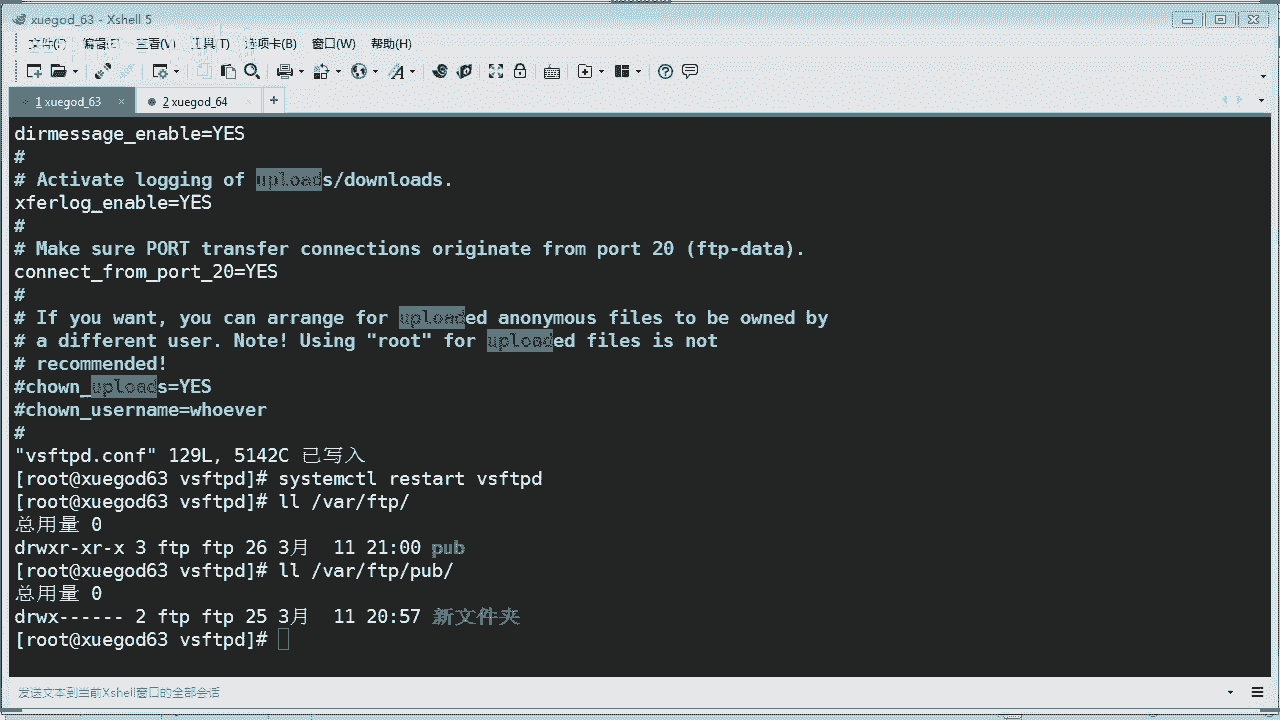 xuegod_63 - Xshell 5
文件(F) 编辑(E) 查看(V) 工具(T) 选项卡(B) 窗口(W) 帮助(H)
1 xuegod_63 × 2 xuegod_64 +
dirmessage_enable=YES
#
# Activate logging of uploads/downloads.
xferlog_enable=YES
#
# Make sure PORT transfer connections originate from port 20 (ftp-data).
connect_from_port_20=YES
#
# If you want, you can arrange for uploaded anonymous files to be owned by
# a different user. Note! Using "root" for uploaded files is not
# recommended!
#chown_uploads=YES
#chown_username=whoever
#
"vsftpd.conf" 129L, 5142C 已写入
[root@xuegod63 vsftpd]# systemctl restart vsftpd
[root@xuegod63 vsftpd]# ll /var/ftp/
总用量 0
drwxr-xr-x 3 ftp ftp 26 3月  11 21:00 pub
[root@xuegod63 vsftpd]# ll /var/ftp/pub/
总用量 0
drwx------ 2 ftp ftp 25 3月  11 20:57 新文件夹
[root@xuegod63 vsftpd]#
发送文本到当前Xshell窗口的全部会话